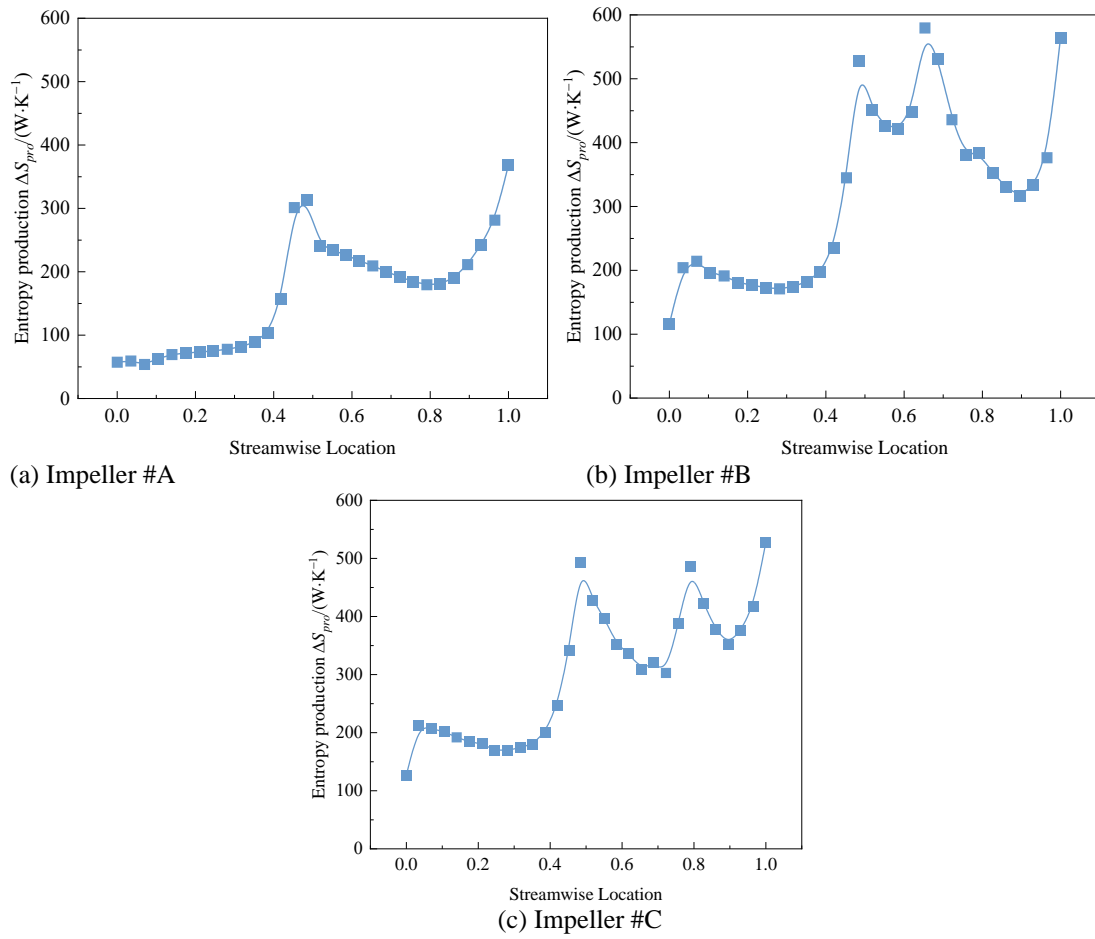 600
500
400
300
200
100
0
Entropy production ΔS_pro/(W·K⁻¹)
0.0 0.2 0.4 0.6 0.8 1.0
Streamwise Location
(a) Impeller #A
600
500
400
300
200
100
0
Entropy production ΔS_pro/(W·K⁻¹)
0.0 0.2 0.4 0.6 0.8 1.0
Streamwise Location
(b) Impeller #B
600
500
400
300
200
100
0
Entropy production ΔS_pro/(W·K⁻¹)
0.0 0.2 0.4 0.6 0.8 1.0
Streamwise Location
(c) Impeller #C